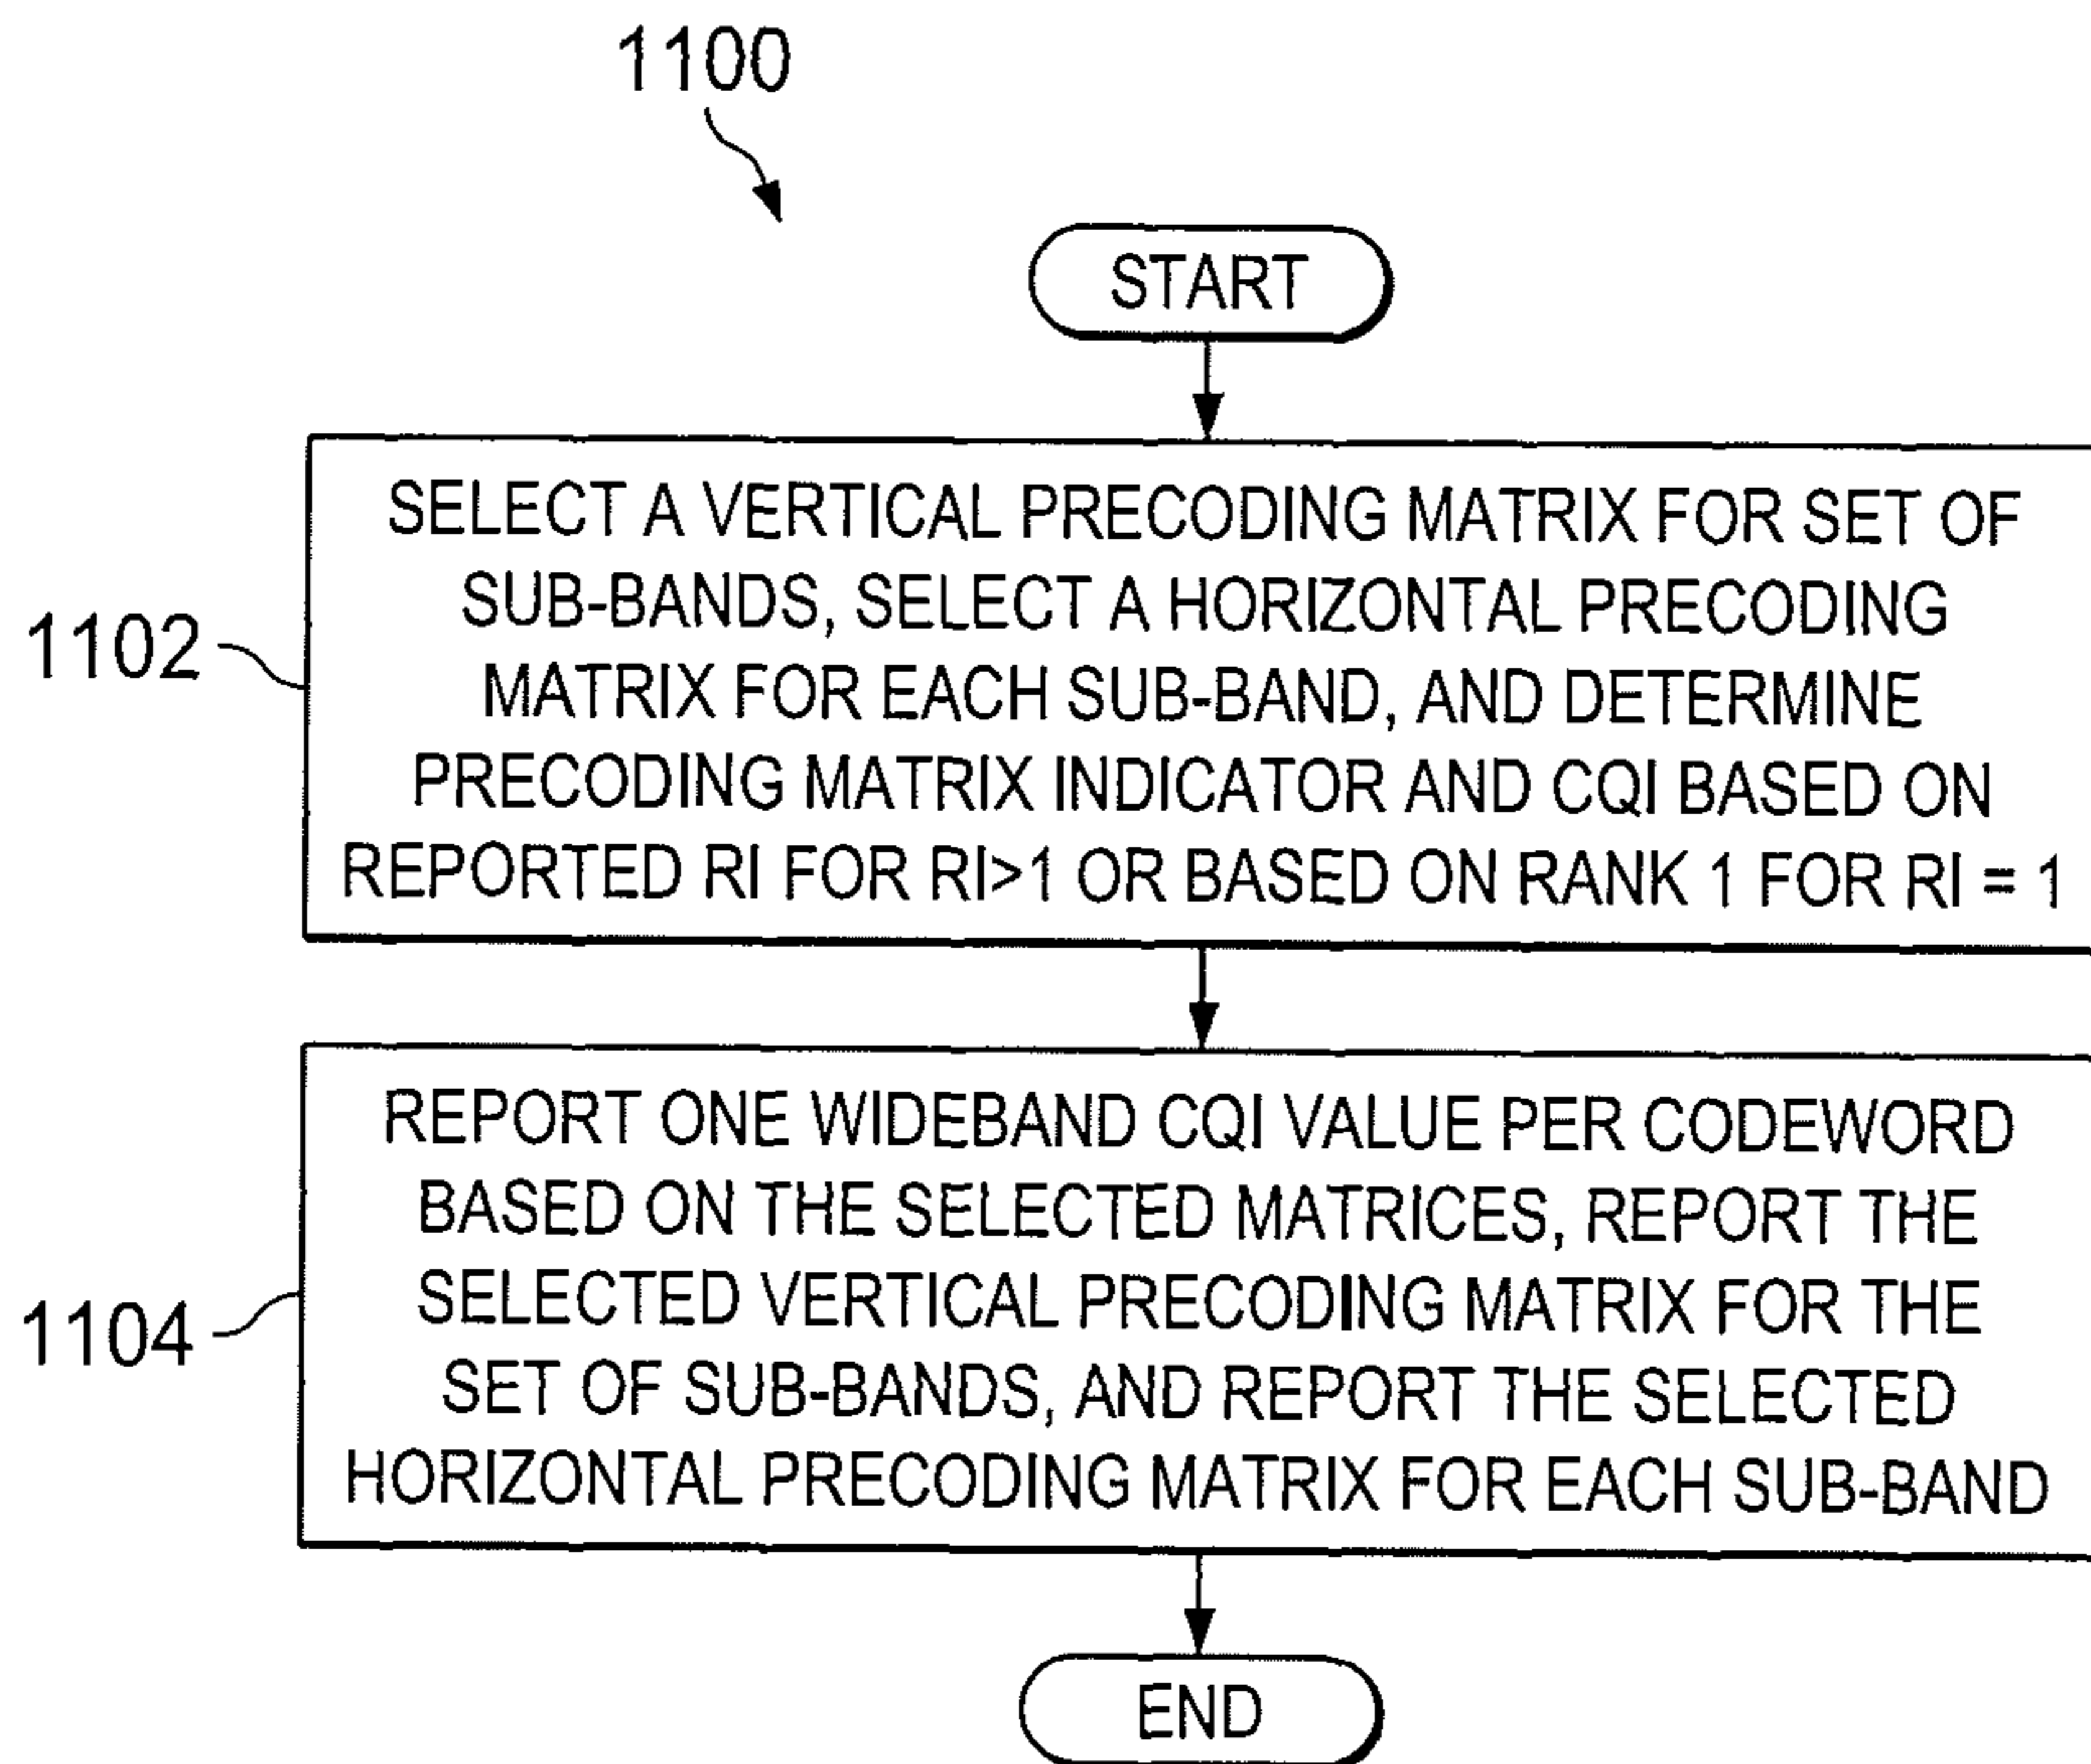 1100
START
1102
SELECT A VERTICAL PRECODING MATRIX FOR SET OF
SUB-BANDS, SELECT A HORIZONTAL PRECODING
MATRIX FOR EACH SUB-BAND, AND DETERMINE
PRECODING MATRIX INDICATOR AND CQI BASED ON
REPORTED RI FOR RI>1 OR BASED ON RANK 1 FOR RI = 1
1104
REPORT ONE WIDEBAND CQI VALUE PER CODEWORD
BASED ON THE SELECTED MATRICES, REPORT THE
SELECTED VERTICAL PRECODING MATRIX FOR THE
SET OF SUB-BANDS, AND REPORT THE SELECTED
HORIZONTAL PRECODING MATRIX FOR EACH SUB-BAND
END